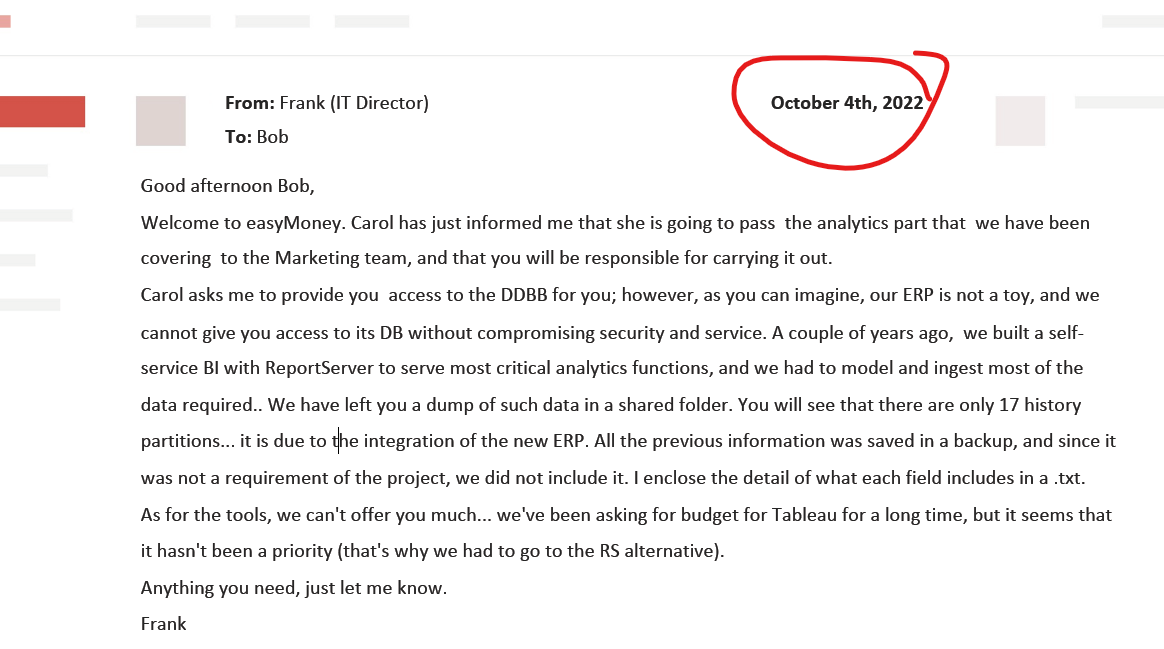 From: Frank (IT Director)
October 4th, 2022
To: Bob
Good afternoon Bob,
Welcome to easyMoney. Carol has just informed me that she is going to pass  the analytics part that  we have been
covering  to the Marketing team, and that you will be responsible for carrying it out.
Carol asks me to provide you  access to the DDBB for you; however, as you can imagine, our ERP is not a toy, and we
cannot give you access to its DB without compromising security and service. A couple of years ago,  we built a self-
service BI with ReportServer to serve most critical analytics functions, and we had to model and ingest most of the
data required.. We have left you a dump of such data in a shared folder. You will see that there are only 17 history
partitions... it is due to the integration of the new ERP. All the previous information was saved in a backup, and since it
was not a requirement of the project, we did not include it. I enclose the detail of what each field includes in a .txt.
As for the tools, we can't offer you much... we've been asking for budget for Tableau for a long time, but it seems that
it hasn't been a priority (that's why we had to go to the RS alternative).
Anything you need, just let me know.
Frank